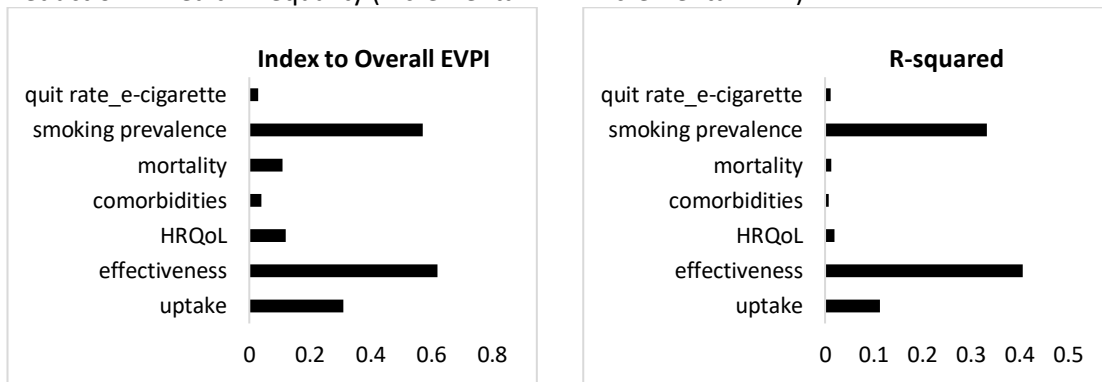 Index to Overall EVPI
quit rate_e-cigarette
smoking prevalence
mortality
comorbidities
HRQoL
effectiveness
uptake
0 0.2 0.4 0.6 0.8
R-squared
quit rate_e-cigarette
smoking prevalence
mortality
comorbidities
HRQoL
effectiveness
uptake
0 0.1 0.2 0.3 0.4 0.5